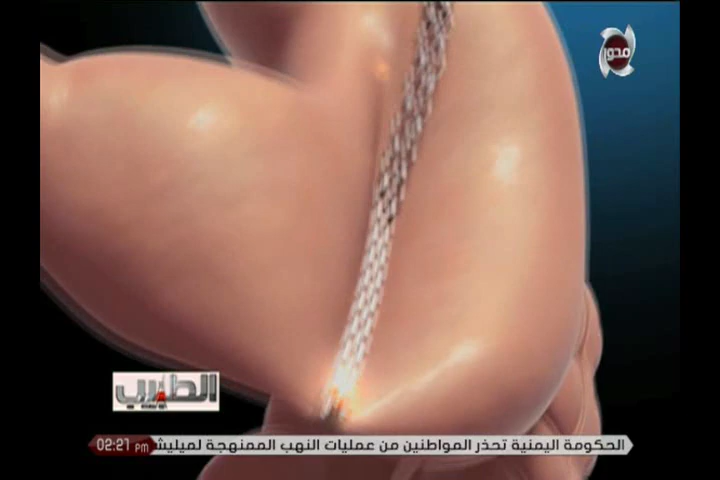 محور
الطبيب
02:21 PM
الحكومة اليمنية تحذر المواطنين من عمليات النهب الممنهجة لميليش